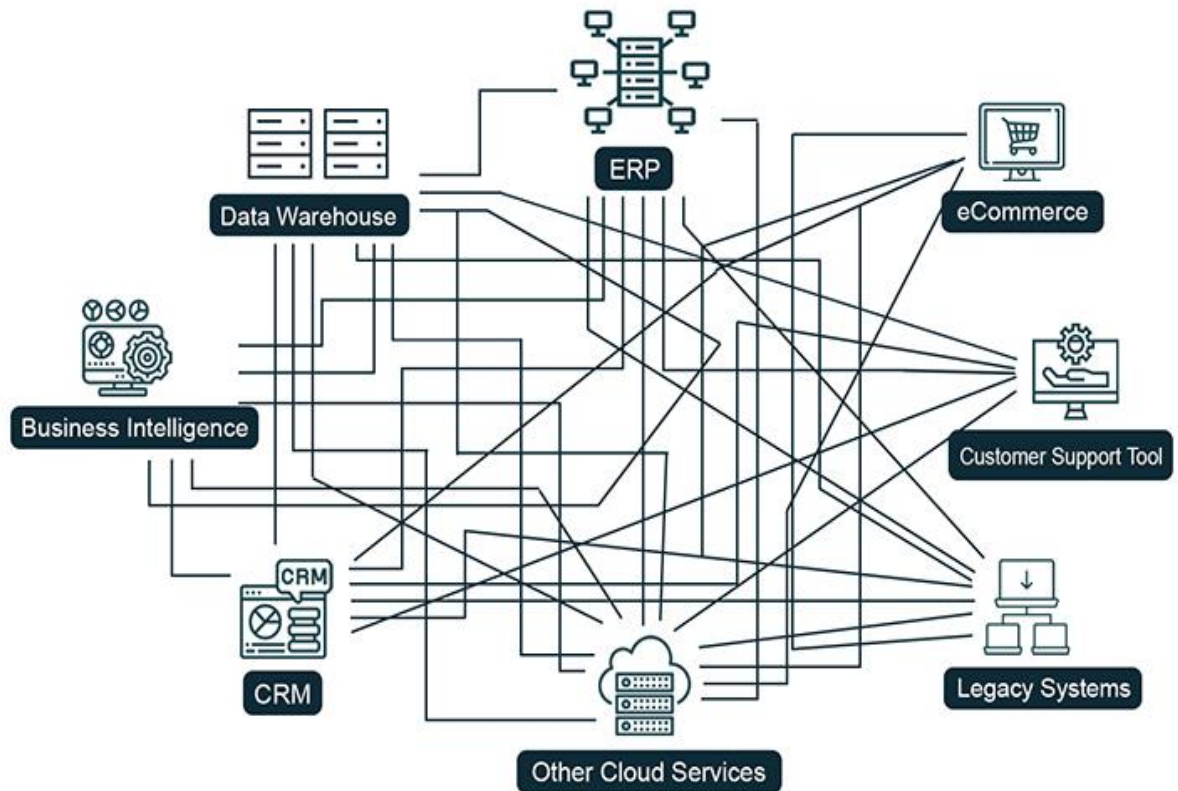 ERP
Data Warehouse
eCommerce
Business Intelligence
Customer Support Tool
CRM
CRM
Legacy Systems
Other Cloud Services